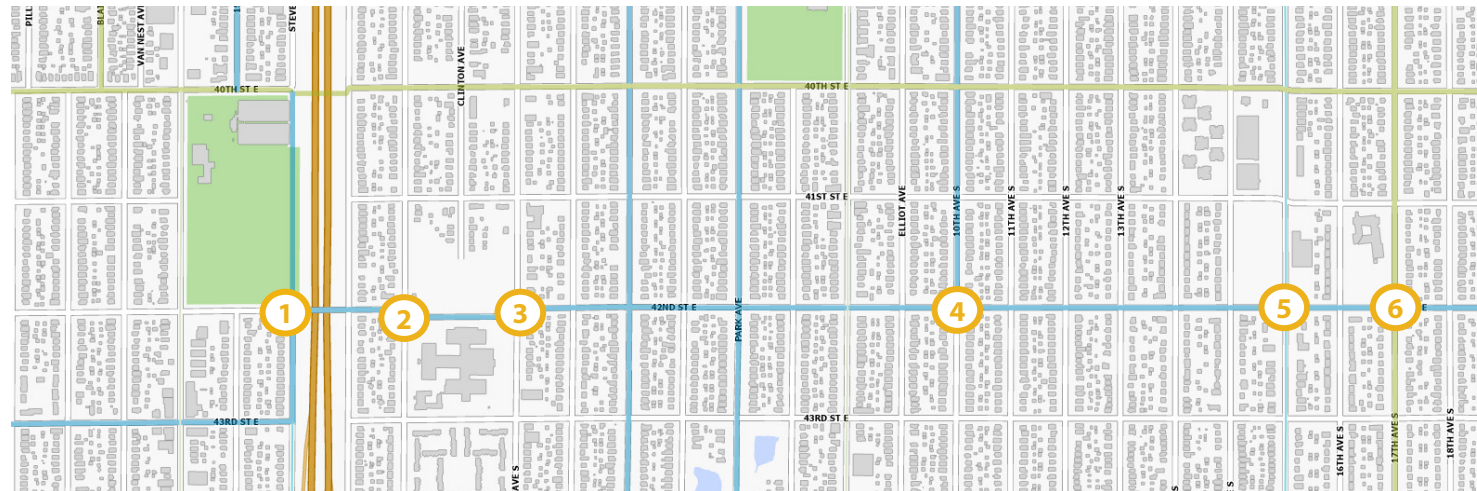 PILL
BLA
VAN NEST AV
STEVE
CLINTON AVE
40TH ST E
40TH ST E
41ST ST E
ELLIOT AVE
10TH AVE S
11TH AVE S
12TH AVE S
13TH AVE S
1
2
3
42ND ST E
PARK AVE
4
5
6
E
43RD ST E
43RD ST E
AVE S
S
S
16TH AVE S
17TH AVE S
18TH AVE S